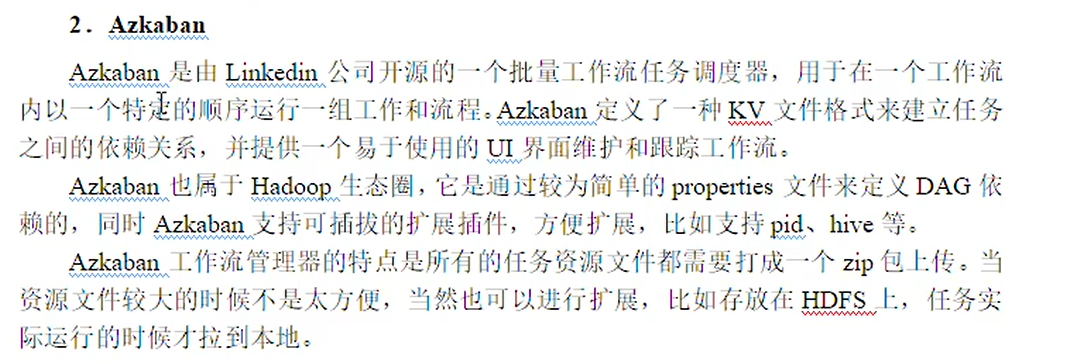 2．Azkaban
Azkaban 是由 Linkedin 公司开源的一个批量工作流任务调度器，用于在一个工作流
内以一个特定的顺序运行一组工作和流程。Azkaban 定义了一种 KV 文件格式来建立任务
之间的依赖关系，并提供一个易于使用的 UI 界面维护和跟踪工作流。
Azkaban 也属于 Hadoop 生态圈，它是通过较为简单的 properties 文件来定义 DAG 依
赖的，同时 Azkaban 支持可插拔的扩展插件，方便扩展，比如支持 pid、hive 等。
Azkaban 工作流管理器的特点是所有的任务资源文件都需要打成一个 zip 包上传。当
资源文件较大的时候不是太方便，当然也可以进行扩展，比如存放在 HDFS 上，任务实
际运行的时候才拉到本地。